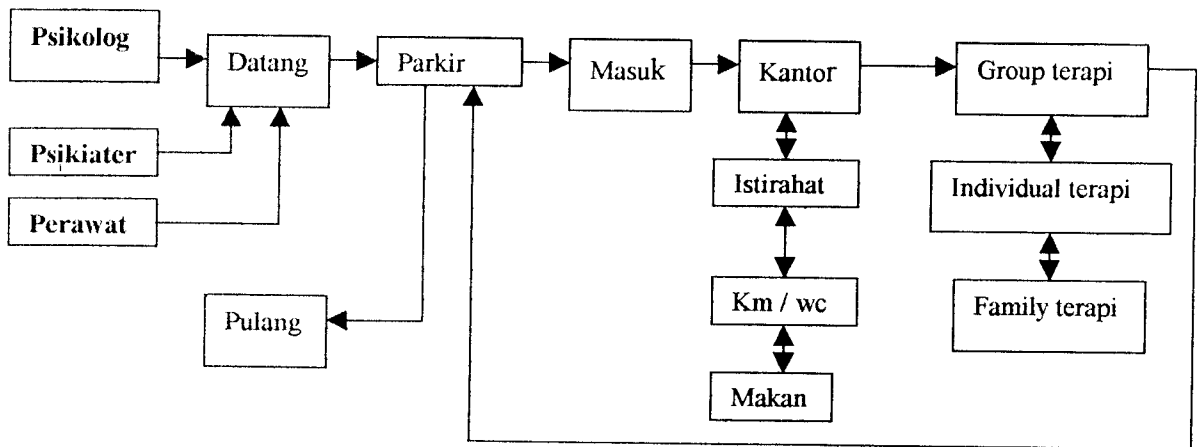 Psikolog
Datang
Parkir
Masuk
Kantor
Group terapi
Psikiater
Istirahat
Individual terapi
Perawat
Pulang
Km / wc
Family terapi
Makan